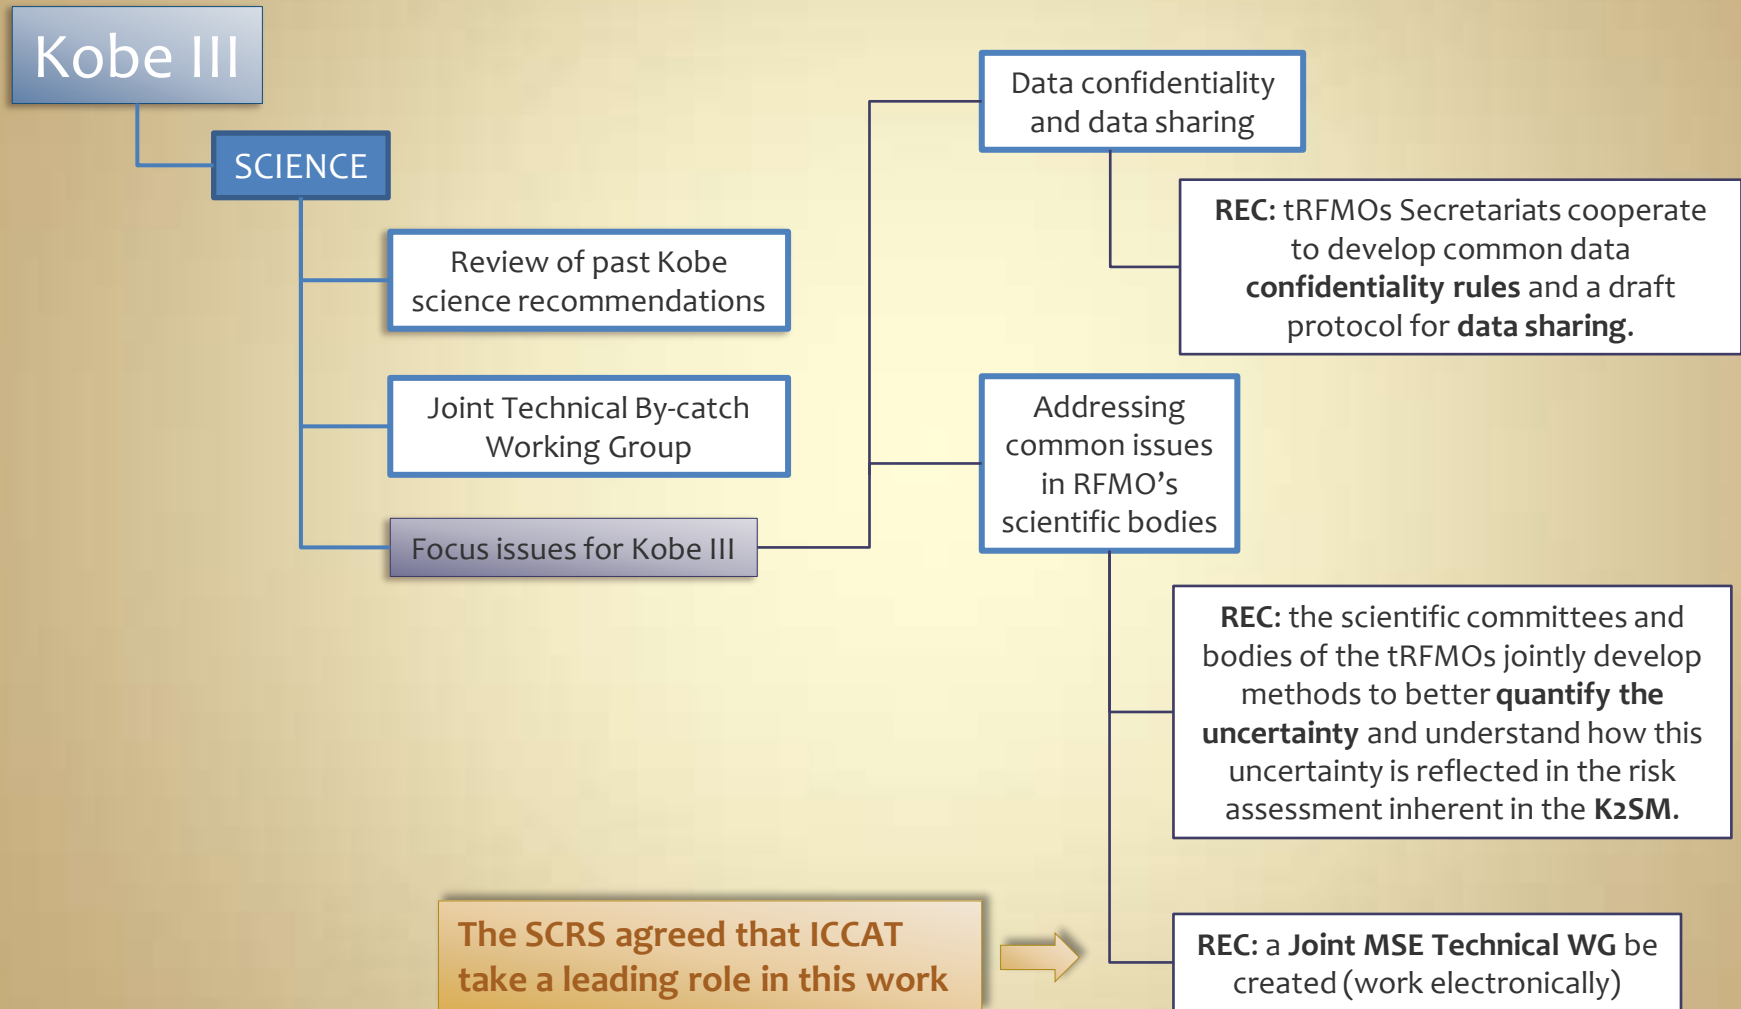 Kobe III
SCIENCE
Review of past Kobe
science recommendations
Joint Technical By-catch
Working Group
Focus issues for Kobe III
Data confidentiality
and data sharing
REC: tRFMOs Secretariats cooperate
to develop common data
confidentiality rules and a draft
protocol for data sharing.
Addressing
common issues
in RFMO’s
scientific bodies
REC: the scientific committees and
bodies of the tRFMOs jointly develop
methods to better quantify the
uncertainty and understand how this
uncertainty is reflected in the risk
assessment inherent in the K2SM.
The SCRS agreed that ICCAT
take a leading role in this work
REC: a Joint MSE Technical WG be
created (work electronically)